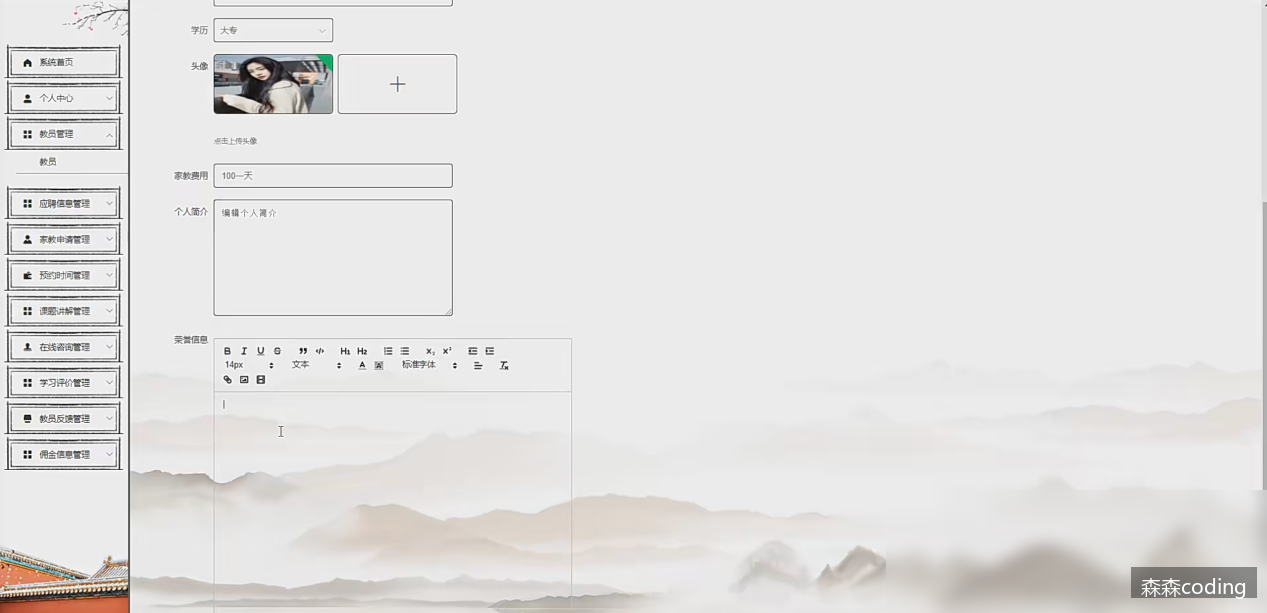 系统首页
个人中心
教员管理
教员
应聘信息管理
家教申请管理
预约时间管理
课题讲解管理
在线咨询管理
学习评价管理
教员反馈管理
佣金信息管理
学历
大专
头像
点击上传头像
家教费用
100一天
个人简介
编辑个人简介
荣誉信息
14px
文本
标准字体
森森coding